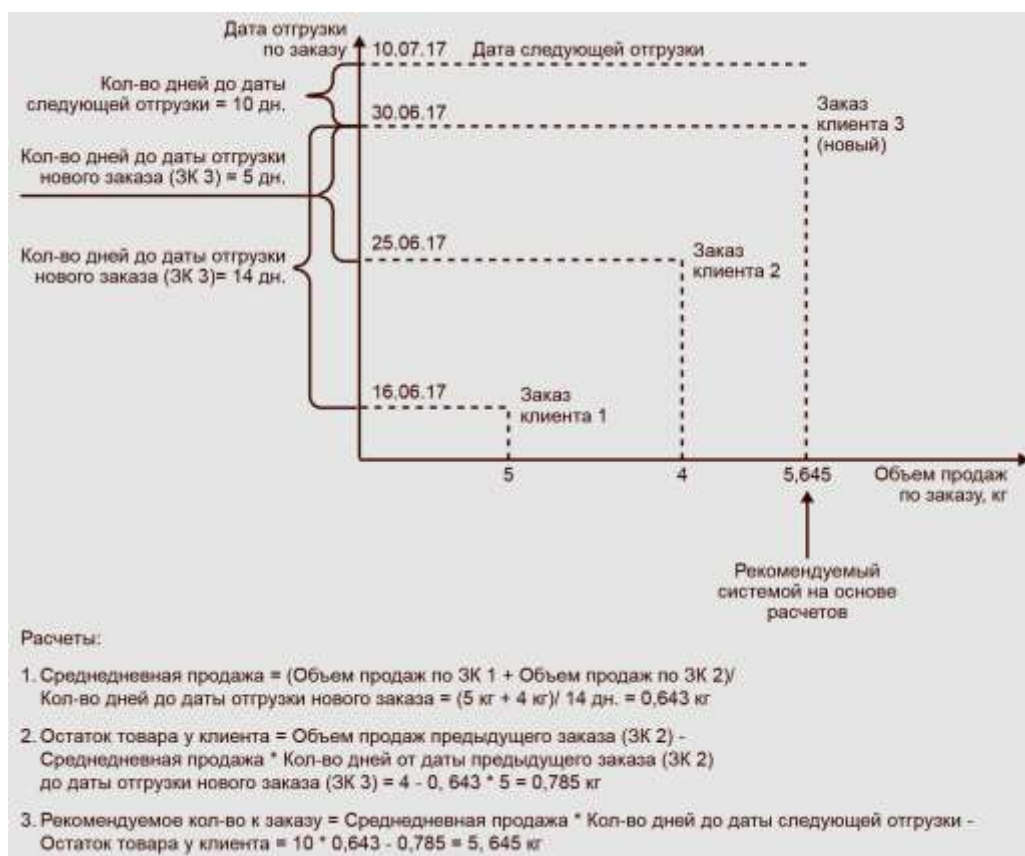 Дата отгрузки
по заказу
10.07.17 Дата следующей отгрузки
Кол-во дней до даты
следующей отгрузки = 10 дн.
30.06.17
Заказ
клиента 3
(новый)
Кол-во дней до даты отгрузки
нового заказа (ЗК 3) = 5 дн.
25.06.17
Заказ
клиента 2
Кол-во дней до даты отгрузки
нового заказа (ЗК 3)= 14 дн.
16.06.17
Заказ
клиента 1
5 4 5,645 Объем продаж
по заказу, кг
Рекомендуемый
системой на основе
расчетов
Расчеты:
1. Среднедневная продажа = (Объем продаж по ЗК 1 + Объем продаж по ЗК 2)/
Кол-во дней до даты отгрузки нового заказа = (5 кг + 4 кг)/ 14 дн. = 0,643 кг
2. Остаток товара у клиента = Объем продаж предыдущего заказа (ЗК 2) -
Среднедневная продажа * Кол-во дней от даты предыдущего заказа (ЗК 2)
до даты отгрузки нового заказа (ЗК 3) = 4 - 0, 643 * 5 = 0,785 кг
3. Рекомендуемое кол-во к заказу = Среднедневная продажа * Кол-во дней до даты следующей отгрузки -
Остаток товара у клиента = 10 * 0,643 - 0,785 = 5, 645 кг